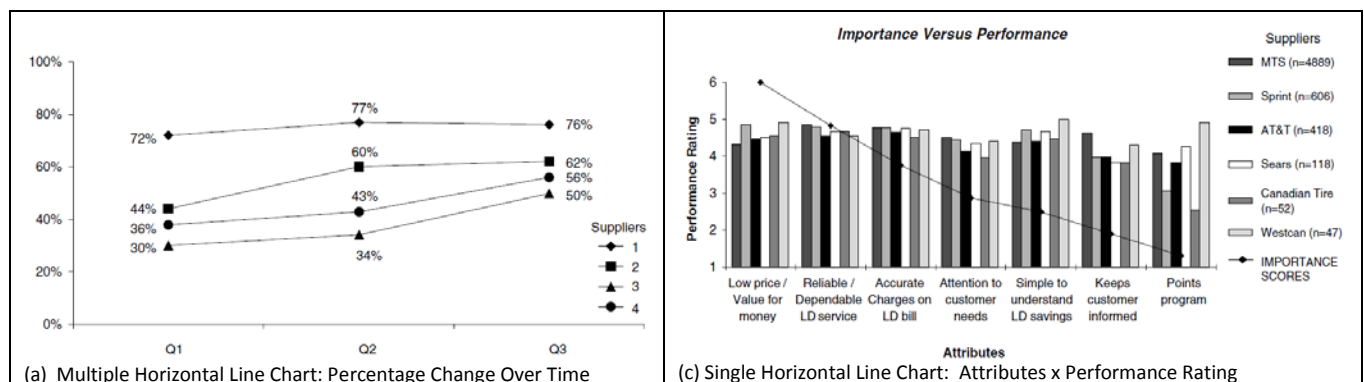 100%
80%
60%
40%
20%
0%
72%
77%
76%
44%
60%
62%
36%
43%
56%
30%
34%
50%
Suppliers
1
2
3
4
Q1
Q2
Q3
(a) Multiple Horizontal Line Chart: Percentage Change Over Time
Importance Versus Performance
Performance Rating
6
5
4
3
2
1
Low price /
Value for
money
Reliable /
Dependable
LD service
Accurate
Charges on
LD bill
Attention to
customer
needs
Simple to
understand
LD savings
Keeps
customer
informed
Points
program
Attributes
Suppliers
MTS (n=4889)
Sprint (n=606)
AT&T (n=418)
Sears (n=118)
Canadian Tire
(n=52)
Westcan (n=47)
IMPORTANCE
SCORES
(c) Single Horizontal Line Chart: Attributes x Performance Rating